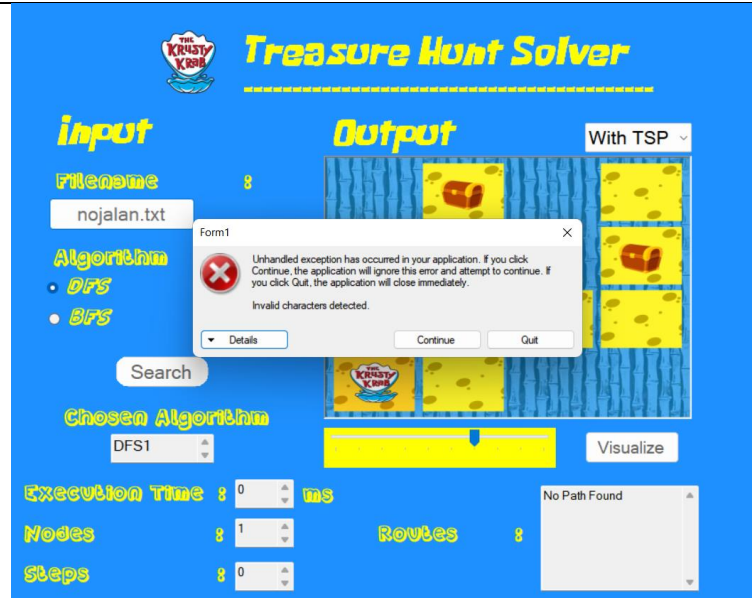 THE
KRUSTY
KRAB
Treasure Hunt Solver
input
Output
With TSP
Filename :
nojalan.txt
Form1
Unhandled exception has occurred in your application. If you click
Continue, the application will ignore this error and attempt to continue. If
you click Quit, the application will close immediately.
Invalid characters detected.
Details
Continue
Quit
Algorithm
DFS
BFS
Search
THE
KRUSTY
KRAB
Chosen Algorithm
DFS1
Visualize
Execution Time : 0 ms
No Path Found
Nodes : 1
Routes :
Steps : 0